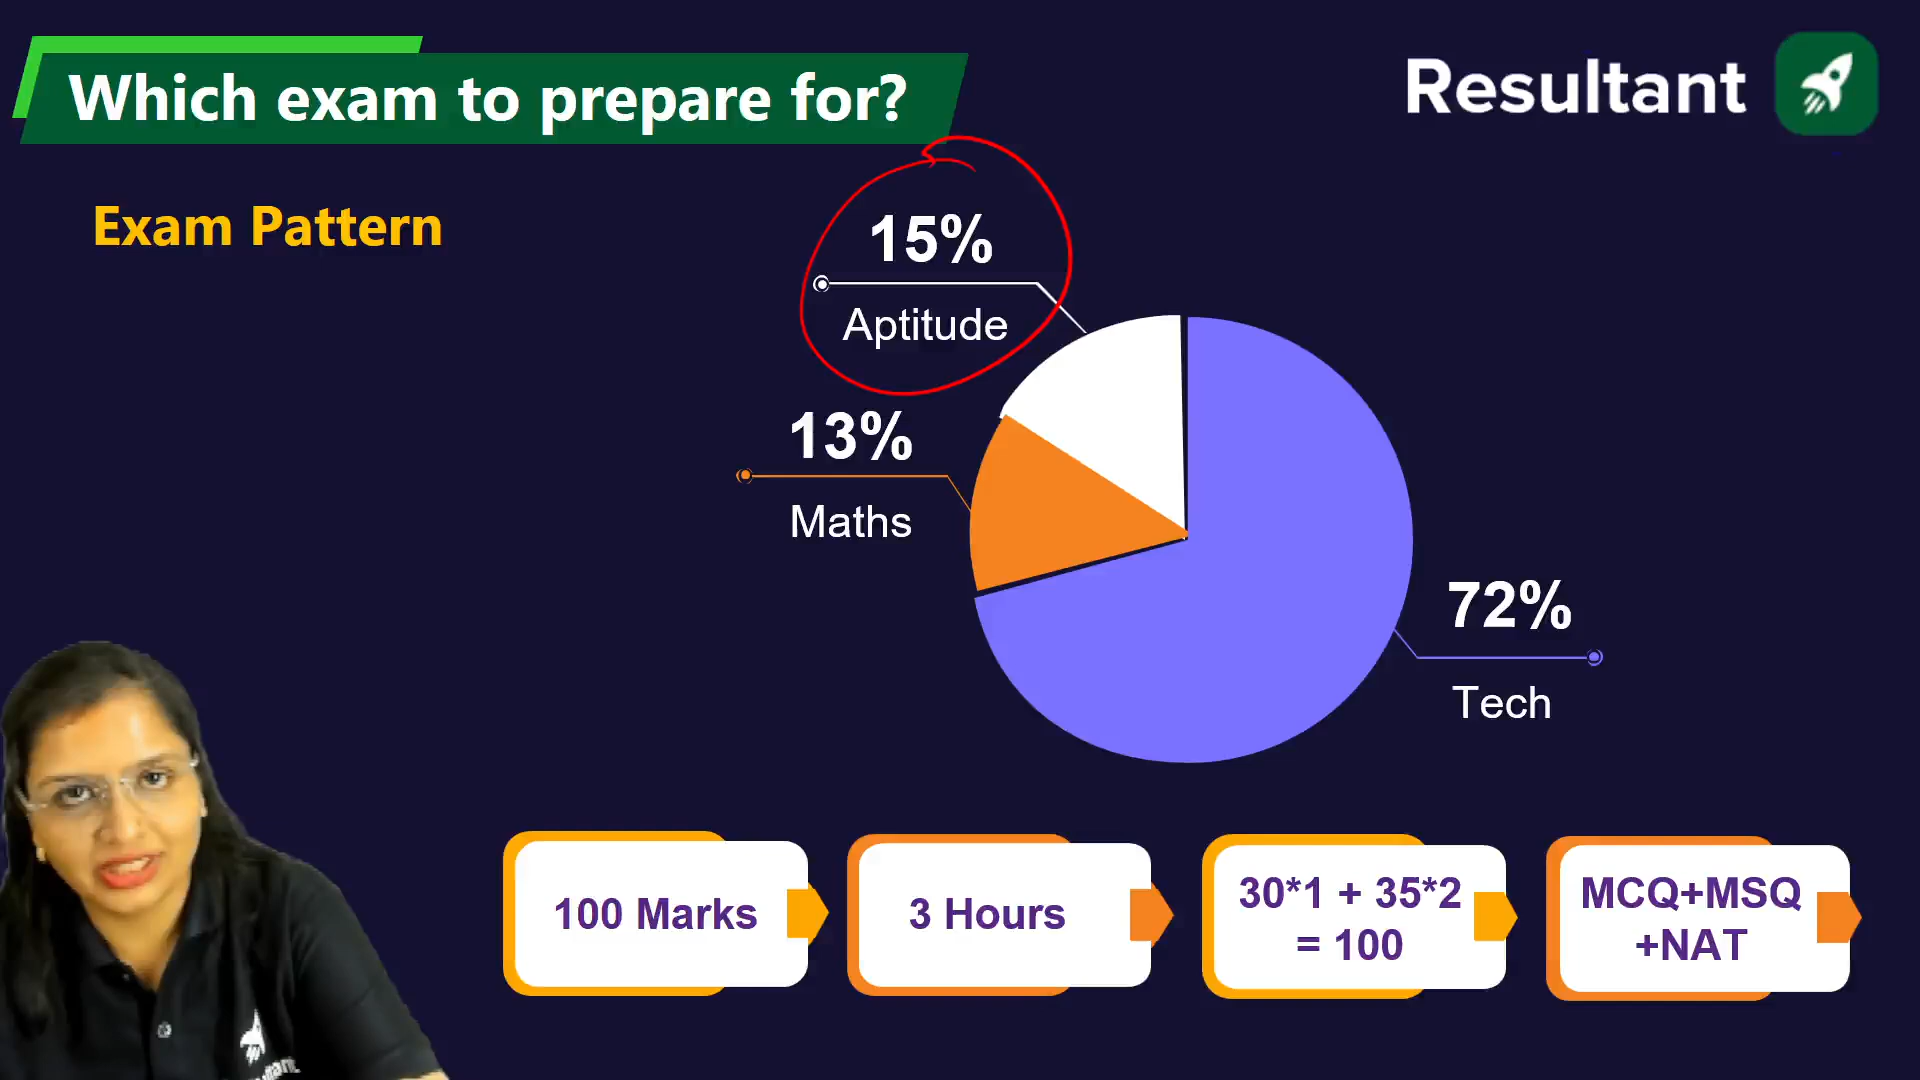 Which exam to prepare for?
Resultant
Exam Pattern
15%
Aptitude
13%
Maths
72%
Tech
100 Marks
3 Hours
30*1 + 35*2
= 100
MCQ+MSQ
+NAT